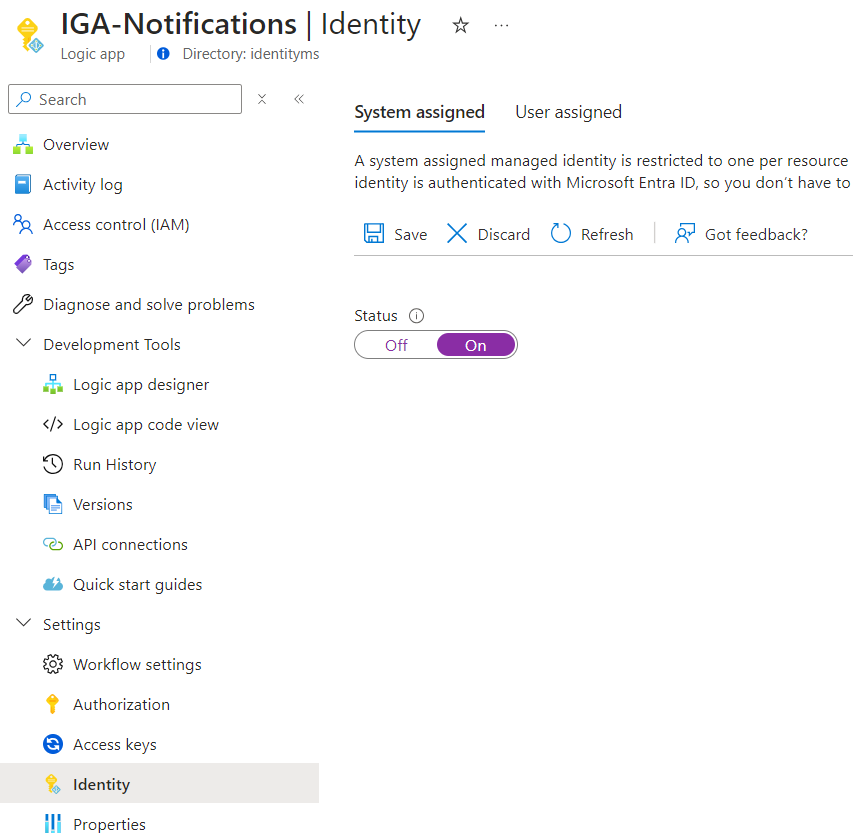 IGA-Notifications | Identity
Logic app
Directory: identityms
Search
Overview
Activity log
Access control (IAM)
Tags
Diagnose and solve problems
Development Tools
Logic app designer
Logic app code view
Run History
Versions
API connections
Quick start guides
Settings
Workflow settings
Authorization
Access keys
Identity
Properties
System assigned User assigned
A system assigned managed identity is restricted to one per resource
identity is authenticated with Microsoft Entra ID, so you don't have to
Save Discard Refresh Got feedback?
Status
Off On